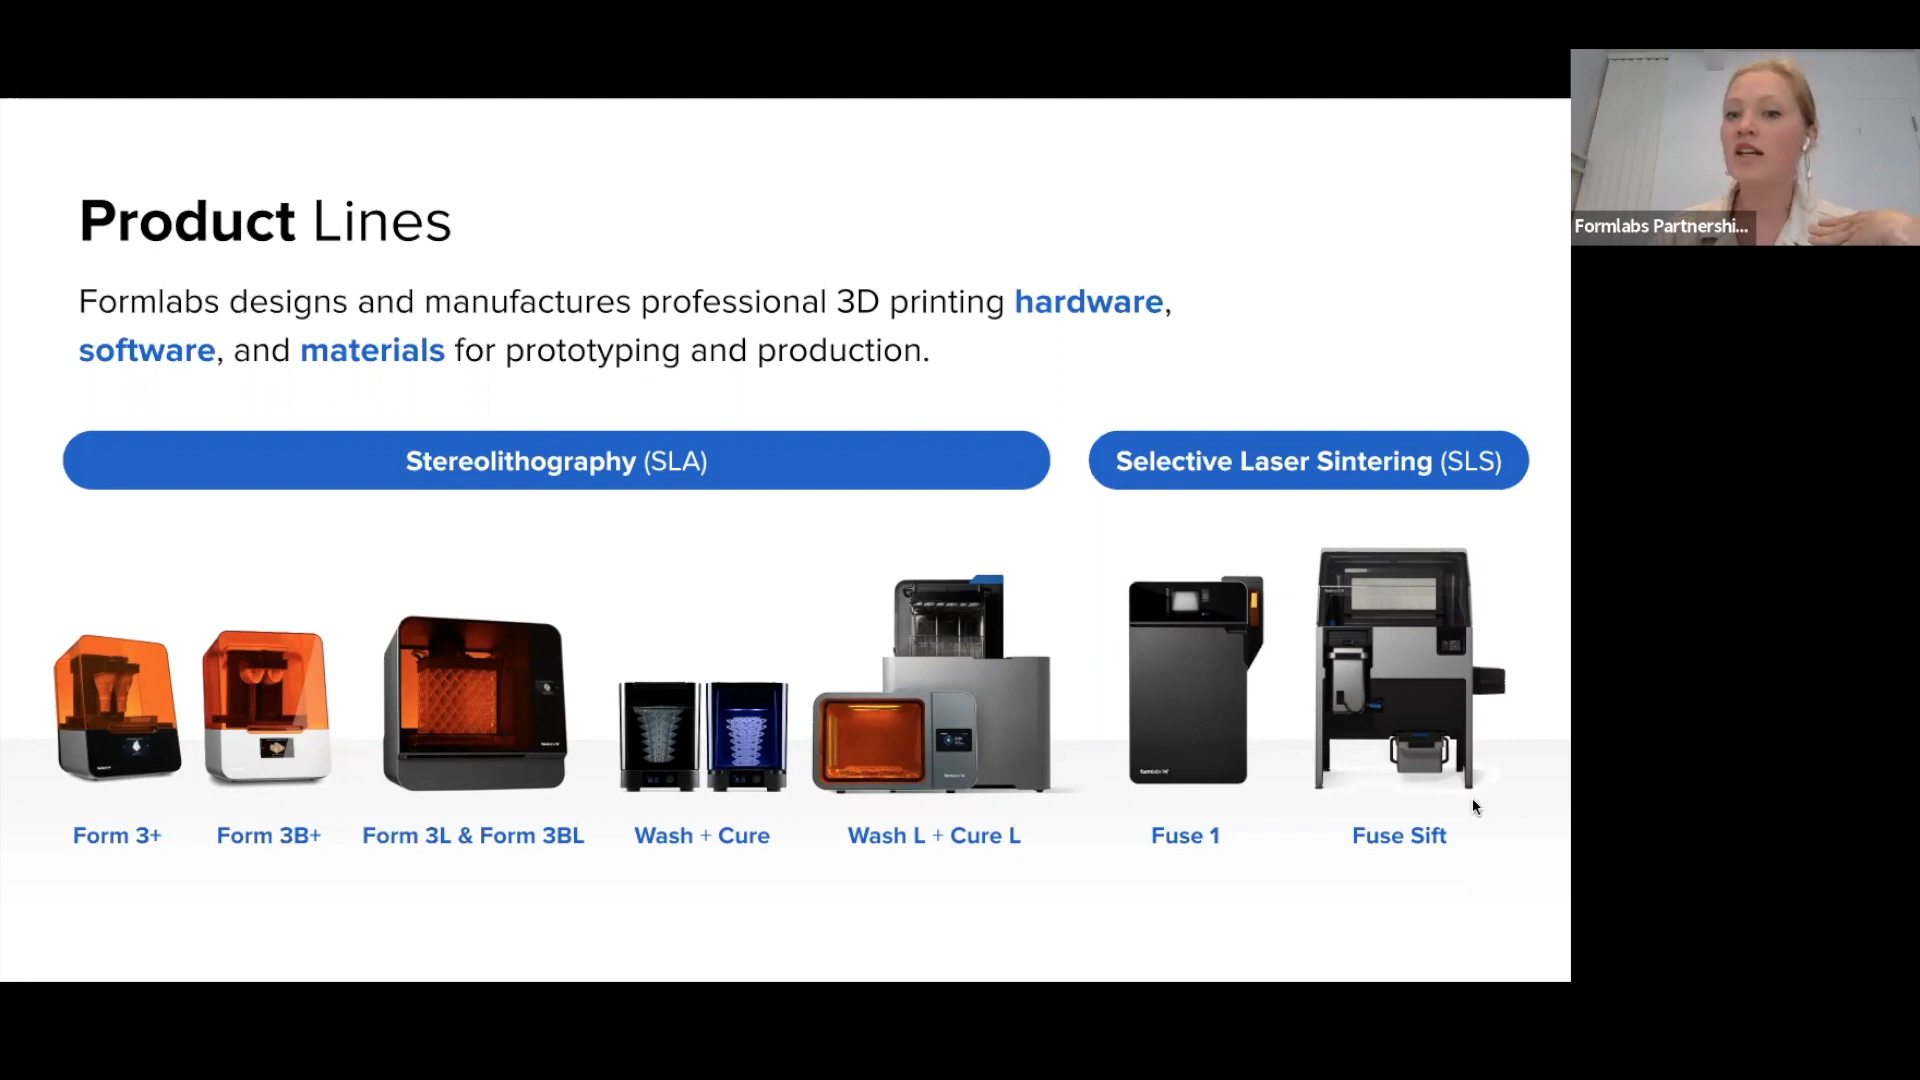 Product Lines
Formlabs designs and manufactures professional 3D printing hardware,
software, and materials for prototyping and production.
Stereolithography (SLA)
Selective Laser Sintering (SLS)
Form 3+
Form 3B+
Form 3L & Form 3BL
Wash + Cure
Wash L + Cure L
Fuse 1
Fuse Sift
Formlabs Partnershi...